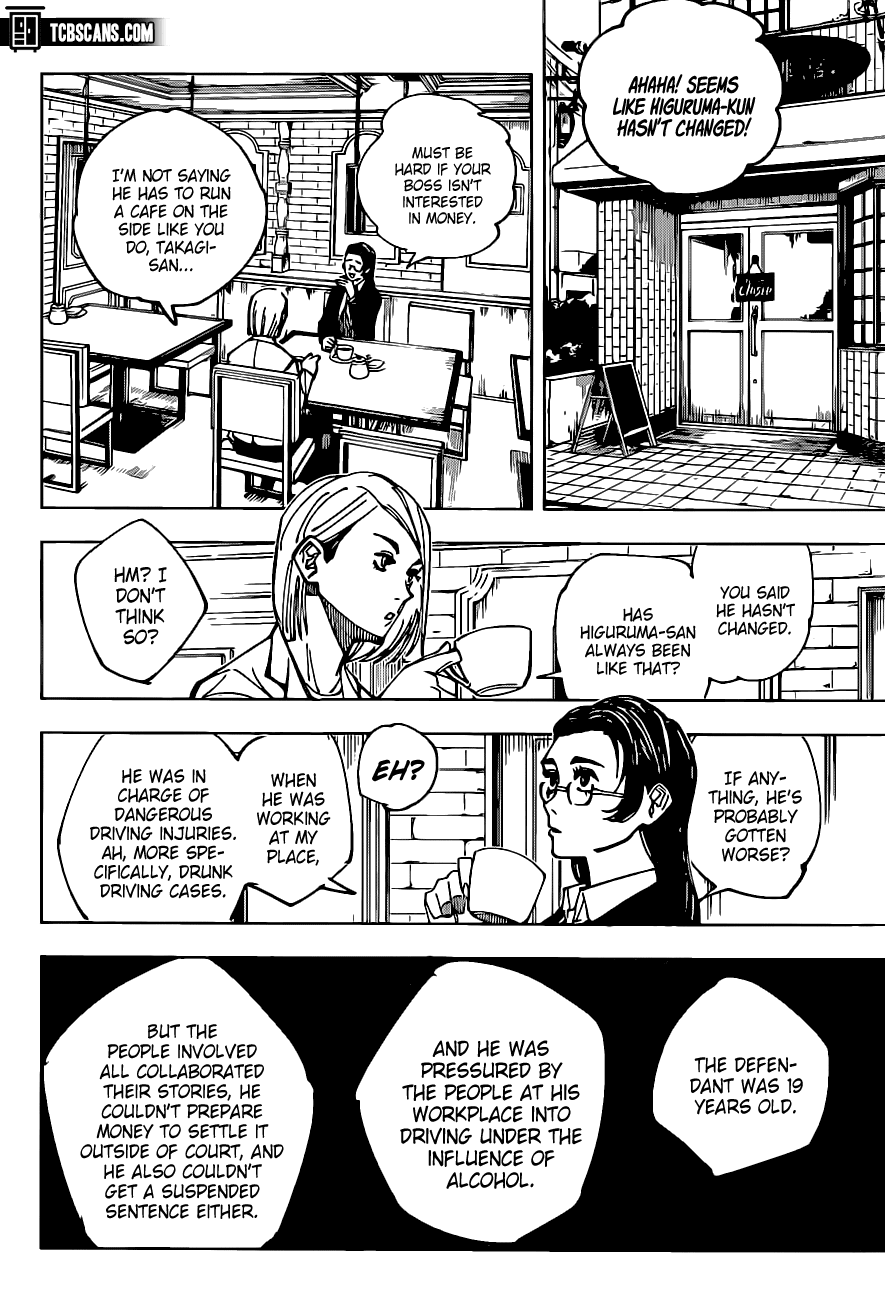 TCBSCANS.COM
AHAHA! SEEMS
LIKE HIGURUMA-KUN
HASN'T CHANGED!
Closed
MUST BE
HARD IF YOUR
BOSS ISN'T
INTERESTED
IN MONEY.
I'M NOT SAYING
HE HAS TO RUN
A CAFE ON THE
SIDE LIKE YOU
DO, TAKAGI-
SAN...
YOU SAID
HE HASN'T
CHANGED.
HAS
HIGURUMA-SAN
ALWAYS BEEN
LIKE THAT?
HM? I
DON'T
THINK
SO?
IF ANY-
THING, HE'S
PROBABLY
GOTTEN
WORSE?
EH?
WHEN
HE WAS
WORKING
AT MY
PLACE,
HE WAS IN
CHARGE OF
DANGEROUS
DRIVING INJURIES.
AH, MORE SPE-
CIFICALLY, DRUNK
DRIVING CASES.
THE DEFEN-
DANT WAS 19
YEARS OLD.
AND HE WAS
PRESSURED BY
THE PEOPLE AT HIS
WORKPLACE INTO
DRIVING UNDER THE
INFLUENCE OF
ALCOHOL.
BUT THE
PEOPLE INVOLVED
ALL COLLABORATED
THEIR STORIES, HE
COULDN'T PREPARE
MONEY TO SETTLE IT
OUTSIDE OF COURT, AND
HE ALSO COULDN'T
GET A SUSPENDED
SENTENCE EITHER.